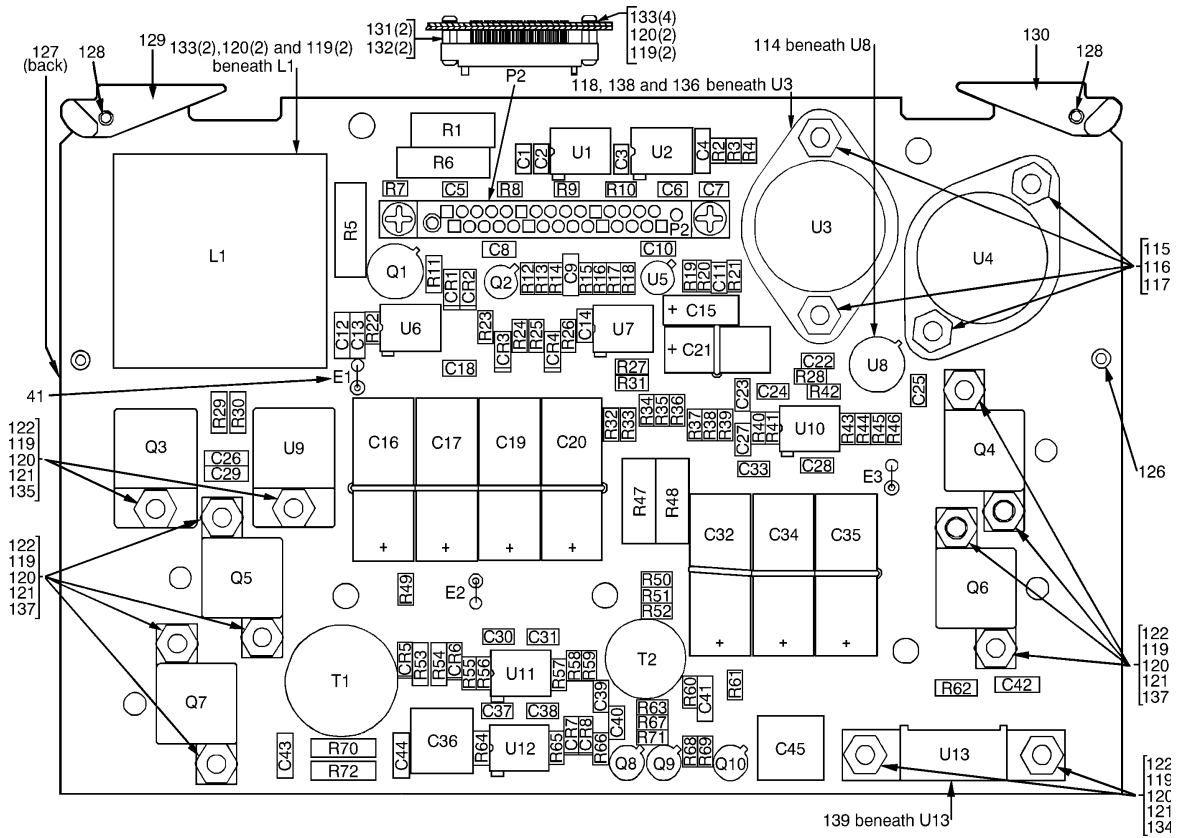 131(2)
132(2)
133(4)
120(2)
119(2)
P2
127
(back)
128
129
133(2),120(2) and 119(2)
beneath L1
118, 138 and 136 beneath U3
114 beneath U8
130
128
R1
R6
C1
C2
U1
C3
U2
C4
R2
R3
R4
R7
C5
R8
R9
R10
C6
C7
L1
R5
P2
U3
U4
115
116
117
C8
C10
Q1
R11
CR1
CR2
Q2
R12
R13
R14
C9
R15
R16
R17
R18
U5
R19
R20
C11
R21
+ C15
C12
C13
R22
U6
R23
CR3
R24
R25
CR4
R26
C14
U7
+ C21
U8
C18
E1
R27
R31
C22
R28
R42
C24
C23
C25
41
R29
R30
C16
C17
C19
C20
R32
R33
R34
R35
R36
R37
R38
R39
C27
R40
R41
U10
R43
R44
R45
R46
122
119
120
121
135
Q3
U9
C26
C29
C33
C28
E3
Q4
126
R47
R48
C32
C34
C35
+
+
+
+
122
119
120
121
137
Q5
R49
E2
R50
R51
R52
Q6
+
+
+
C30
C31
T1
CR5
R53
R54
CR6
R55
R56
U11
R57
R58
R59
T2
122
119
120
121
137
Q7
C39
R60
C41
R61
R62
C42
C37
C38
C40
R63
R67
R71
C43
R70
R72
C44
C36
R64
U12
R65
CR7
CR8
R66
Q8
Q9
R68
R69
Q10
C45
U13
122
119
120
121
134
139 beneath U13